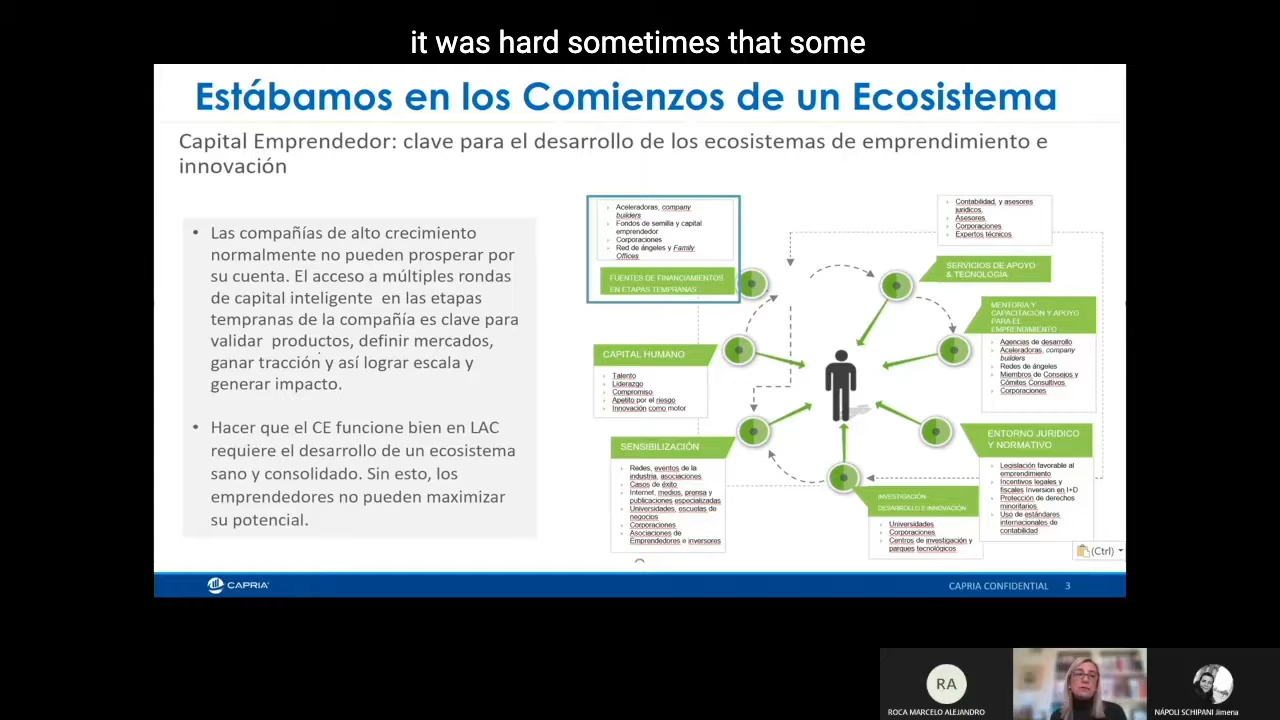 it was hard sometimes that some
Estábamos en los Comienzos de un Ecosistema
Capital Emprendedor: clave para el desarrollo de los ecosistemas de emprendimiento e
innovación
• Las compañías de alto crecimiento
normalmente no pueden prosperar por
su cuenta. El acceso a múltiples rondas
de capital inteligente en las etapas
tempranas de la compañía es clave para
validar productos, definir mercados,
ganar tracción y así lograr escala y
generar impacto.
• Hacer que el CE funcione bien en LAC
requiere el desarrollo de un ecosistema
sano y consolidado. Sin esto, los
emprendedores no pueden maximizar
su potencial.
Aceleradoras, company
builders
Fondos de semilla y capital
emprendedor
Corporaciones
Red de ángeles y Family
Offices
FUENTES DE FINANCIAMIENTOS
EN ETAPAS TEMPRANAS
Contabilidad, y asesores
jurídicos.
Asesores
Corporaciones
Expertos técnicos
SERVICIOS DE APOYO
& TECNOLOGIA
MENTORIA Y
CAPACITACIÓN Y APOYO
PARA EL
EMPRENDIMIENTO
Agencias de desarrollo
Aceleradoras, company
builders
Redes de ángeles
Miembros de Consejos y
Cómites Consultivos
Corporaciones
CAPITAL HUMANO
Talento
Liderazgo
Compromiso
Apetito por el riesgo
Innovación como motor
SENSIBILIZACIÓN
Redes, eventos de la
industria, asociaciones
Casos de éxito
Internet, medios, prensa y
publicaciones especializadas
Universidades, escuelas de
negocios
Corporaciones
Asociaciones de
Emprendedores e inversores
ENTORNO JURIDICO
Y NORMATIVO
Legislación favorable al
emprendimiento
Incentivos legales y
fiscales Inversion en I+D
Protección de derechos
minoritarios
Uso de estándares
internacionales de
contabilidad
INVESTIGACIÓN
DESARROLLO E INNOVACIÓN
Universidades
Corporaciones
Centros de investigación y
parques tecnológicos
(Ctrl)
CAPRIA
CAPRIA CONFIDENTIAL 3
RA
ROCA MARCELO ALEJANDRO
NÁPOLI SCHIPANI Jimena